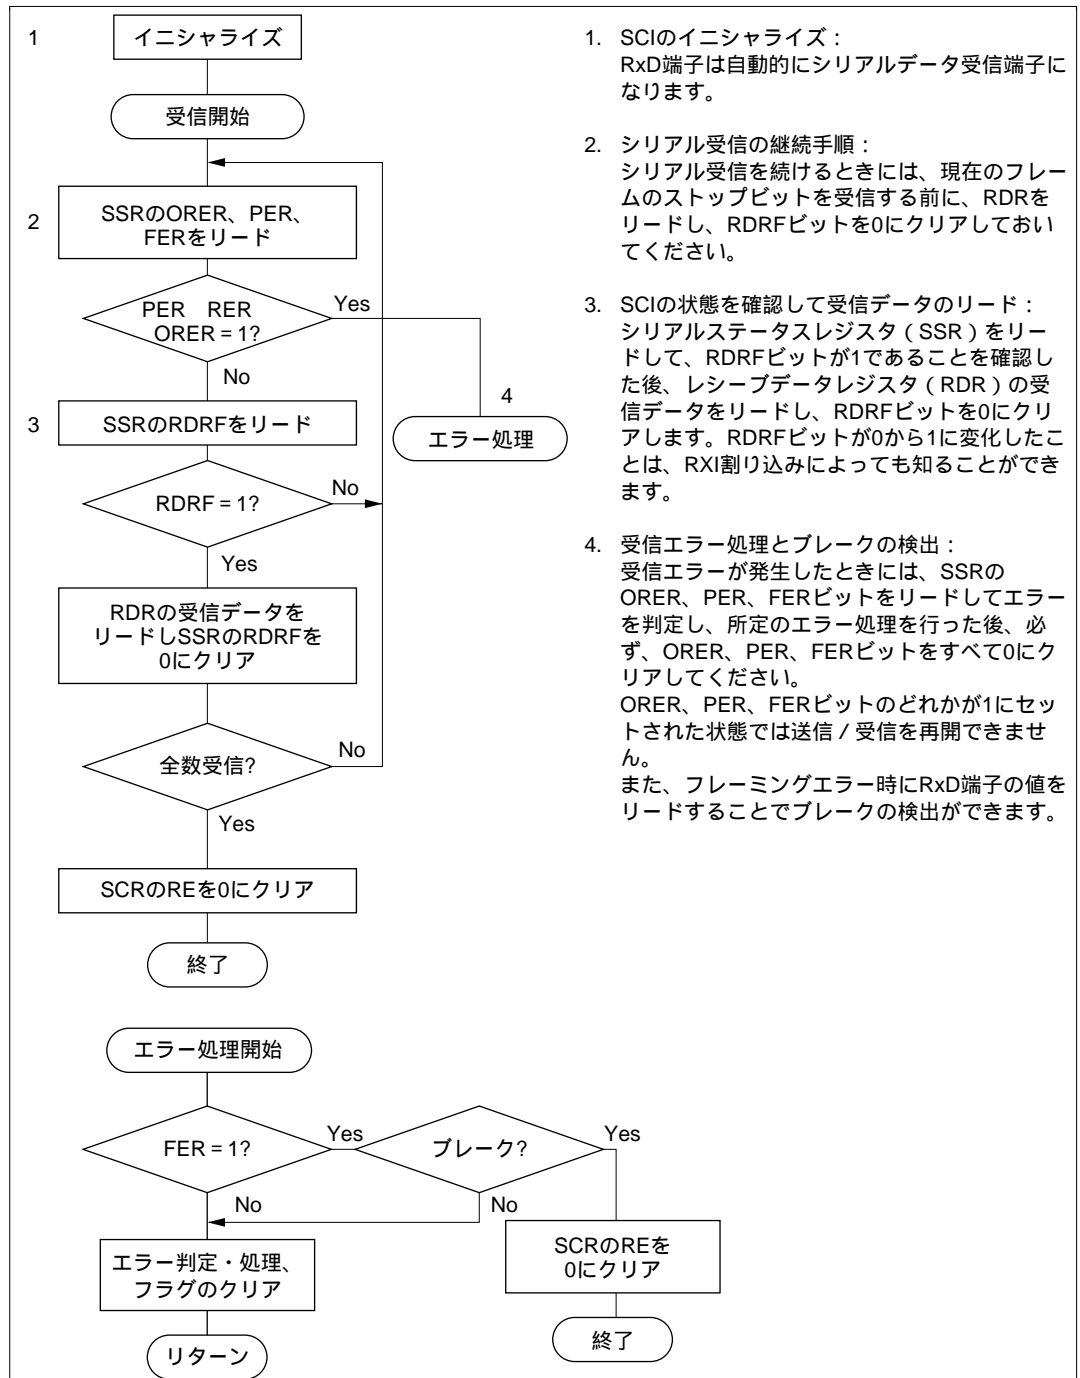 1
イニシャライズ
受信開始
2
SSRのORER、PER、
FERをリード
PER RER
ORER = 1?
Yes
No
4
エラー処理
3
SSRのRDRFをリード
RDRF = 1?
No
Yes
RDRの受信データを
リードしSSRのRDRFを
0にクリア
全数受信?
No
Yes
SCRのREを0にクリア
終了
エラー処理開始
FER = 1?
Yes
ブレーク?
Yes
No
No
エラー判定・処理、
フラグのクリア
SCRのREを
0にクリア
リターン
終了
1. SCIのイニシャライズ：
RxD端子は自動的にシリアルデータ受信端子に
なります。
2. シリアル受信の継続手順：
シリアル受信を続けるときには、現在のフレー
ムのストップビットを受信する前に、RDRを
リードし、RDRFビットを0にクリアしておい
てください。
3. SCIの状態を確認して受信データのリード：
シリアルステータスレジスタ（SSR）をリー
ドして、RDRFビットが1であることを確認し
た後、レシーブデータレジスタ（RDR）の受
信データをリードし、RDRFビットを0にクリ
アします。RDRFビットが0から1に変化したこ
とは、RXI割り込みによっても知ることができ
ます。
4. 受信エラー処理とブレークの検出：
受信エラーが発生したときには、SSRの
ORER、PER、FERビットをリードしてエラー
を判定し、所定のエラー処理を行った後、必
ず、ORER、PER、FERビットをすべて0にク
リアしてください。
ORER、PER、FERビットのどれかが1にセッ
トされた状態では送信／受信を再開できませ
ん。
また、フレーミングエラー時にRxD端子の値を
リードすることでブレークの検出ができます。